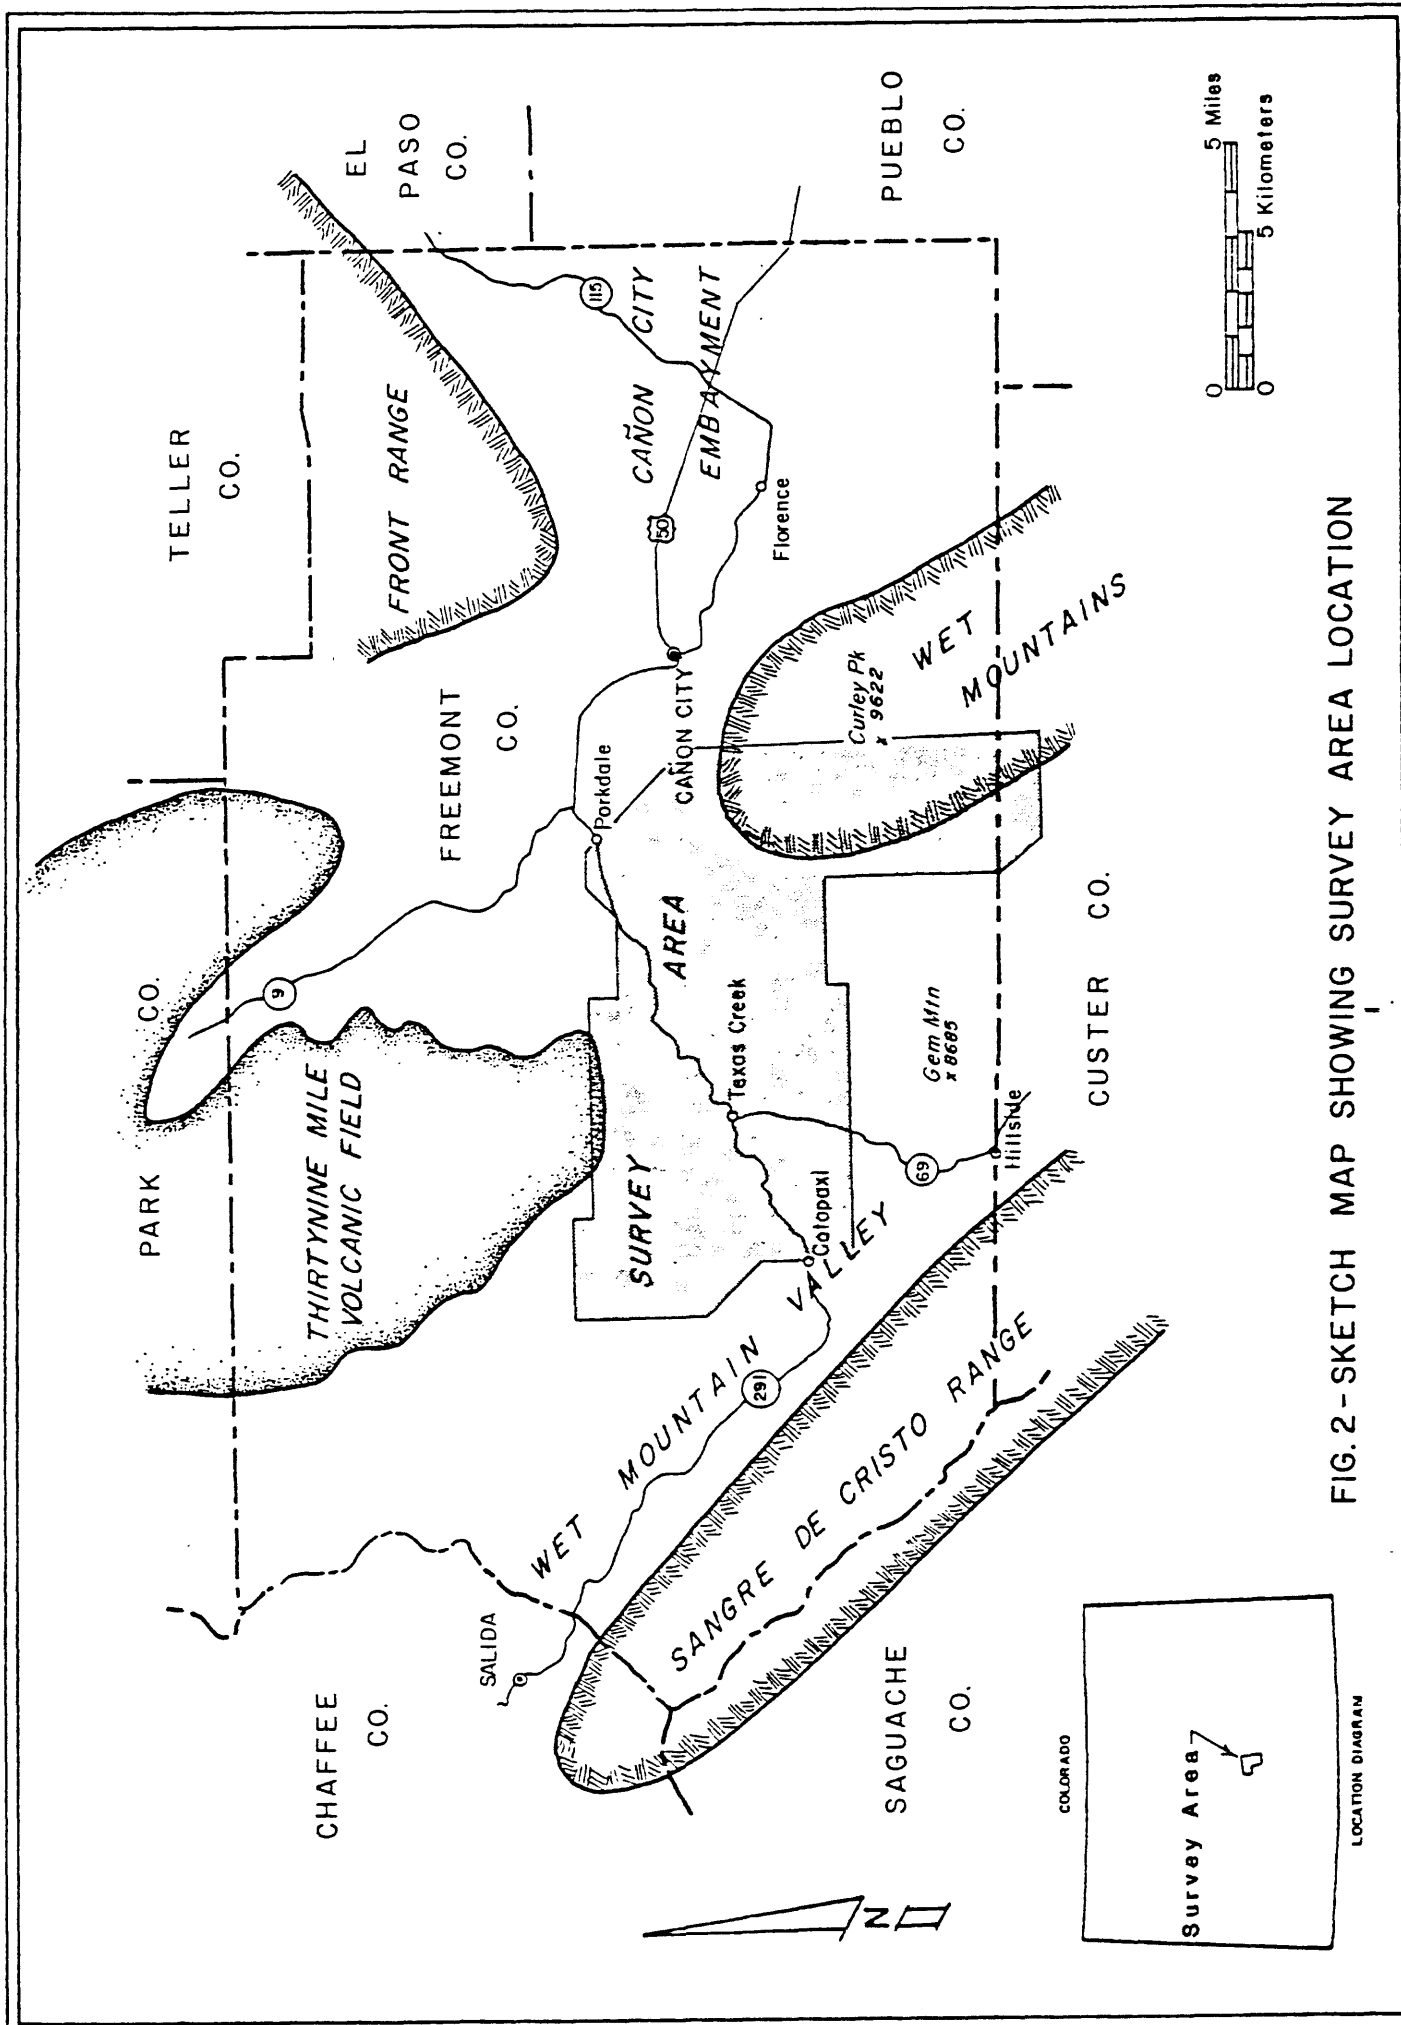 PARK CO.
TELLER
CO.
EL
PASO
CO.
CHAFFEE
CO.
THIRTYNINE MILE
VOLCANIC FIELD
9
FRONT RANGE
FREEMONT
CO.
SALIDA
WET MOUNTAIN VALLEY
291
SURVEY AREA
Parkdale
CAÑON CITY
50
115
CAÑON CITY
EMBAYMENT
Florence
PUEBLO
CO.
Texas Creek
Cotopaxi
69
Hillside
Gem Mtn
x 8685
Curley Pk
x 9622
WET
MOUNTAINS
SANGRE DE CRISTO RANGE
SAGUACHE
CO.
CUSTER CO.
N
COLORADO
Survey Area
LOCATION DIAGRAM
0 5 Miles
0 5 Kilometers
FIG. 2 - SKETCH MAP SHOWING SURVEY AREA LOCATION